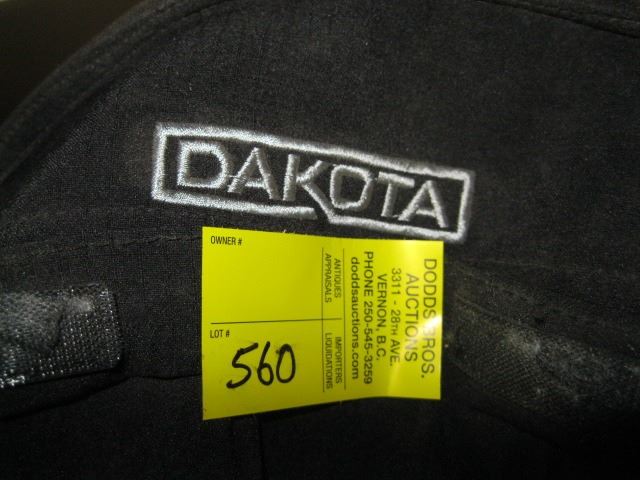 DAKOTA
OWNER #
LOT #
560
ANTIQUES
APPRAISALS
IMPORTERS
LIQUIDATIONS
DODDS BROS.
AUCTIONS
3311 - 28TH AVE.
VERNON, B.C.
PHONE 250-545-3259
doddsauctions.com